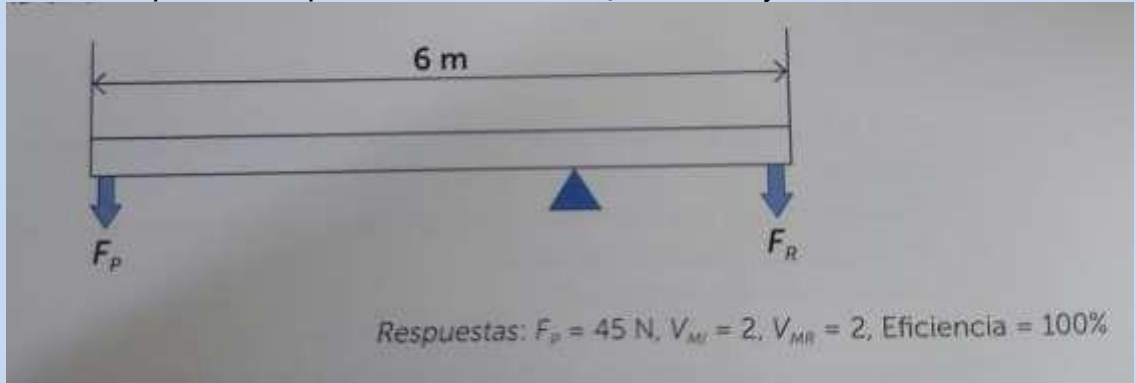 6 m
F_P
F_R
Respuestas: F_P = 45 N, V_MI = 2, V_MR = 2, Eficiencia = 100%